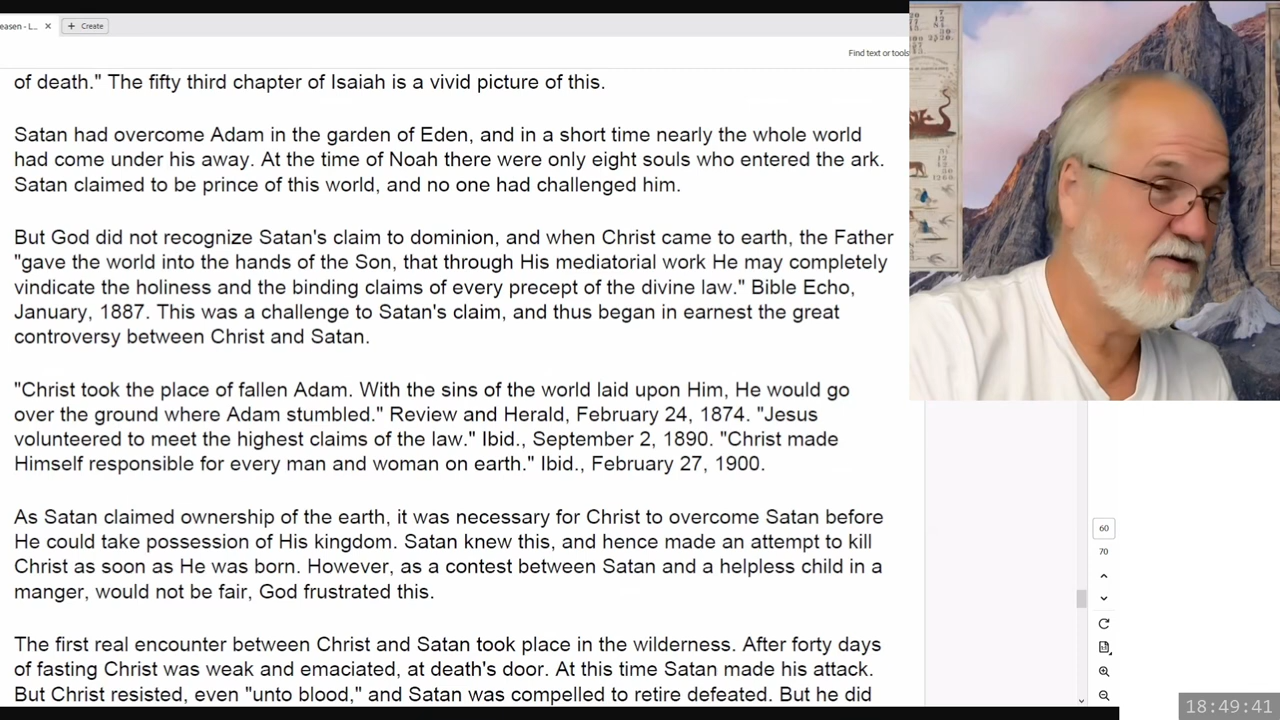 easen - L...
Create
Find text or tools
of death." The fifty third chapter of Isaiah is a vivid picture of this.
Satan had overcome Adam in the garden of Eden, and in a short time nearly the whole world
had come under his away. At the time of Noah there were only eight souls who entered the ark.
Satan claimed to be prince of this world, and no one had challenged him.
But God did not recognize Satan's claim to dominion, and when Christ came to earth, the Father
"gave the world into the hands of the Son, that through His mediatorial work He may completely
vindicate the holiness and the binding claims of every precept of the divine law." Bible Echo,
January, 1887. This was a challenge to Satan's claim, and thus began in earnest the great
controversy between Christ and Satan.
"Christ took the place of fallen Adam. With the sins of the world laid upon Him, He would go
over the ground where Adam stumbled." Review and Herald, February 24, 1874. "Jesus
volunteered to meet the highest claims of the law." Ibid., September 2, 1890. "Christ made
Himself responsible for every man and woman on earth." Ibid., February 27, 1900.
As Satan claimed ownership of the earth, it was necessary for Christ to overcome Satan before
He could take possession of His kingdom. Satan knew this, and hence made an attempt to kill
Christ as soon as He was born. However, as a contest between Satan and a helpless child in a
manger, would not be fair, God frustrated this.
The first real encounter between Christ and Satan took place in the wilderness. After forty days
of fasting Christ was weak and emaciated, at death's door. At this time Satan made his attack.
But Christ resisted, even "unto blood," and Satan was compelled to retire defeated. But he did
60
70
18:49:41